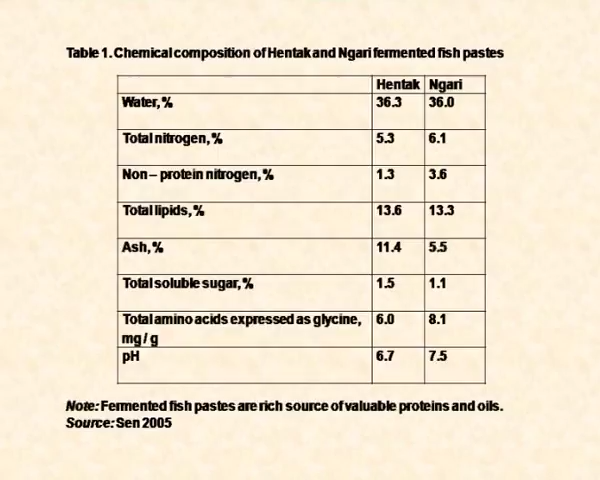 Table 1. Chemical composition of Hentak and Ngari fermented fish pastes
Hentak Ngari
Water, % 36.3 36.0
Total nitrogen, % 5.3 6.1
Non – protein nitrogen, % 1.3 3.6
Total lipids, % 13.6 13.3
Ash, % 11.4 5.5
Total soluble sugar, % 1.5 1.1
Total amino acids expressed as glycine, 6.0 8.1
mg / g
pH 6.7 7.5
Note: Fermented fish pastes are rich source of valuable proteins and oils.
Source: Sen 2005